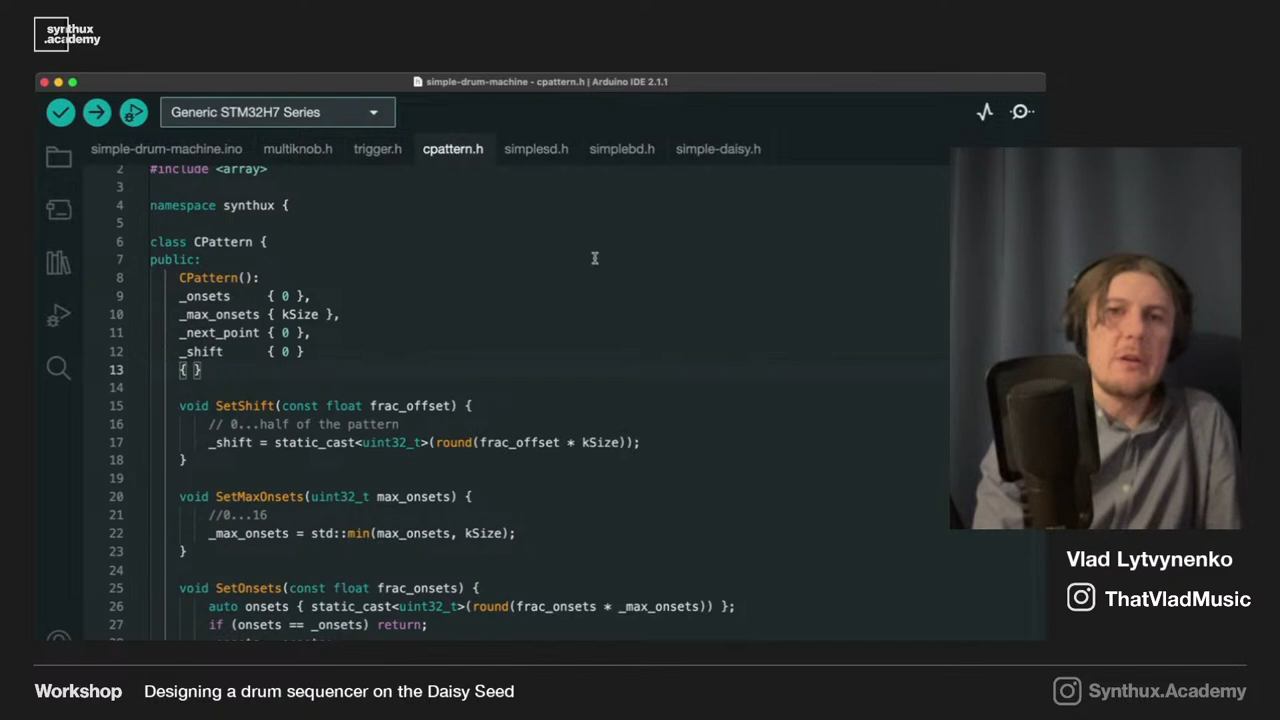 synthux
.academy
simple-drum-machine - cpattern.h | Arduino IDE 2.1.1
Generic STM32H7 Series
simple-drum-machine.ino multiknob.h trigger.h cpattern.h simplesd.h simplebd.h simple-daisy.h
2 #include <array>
3
4 namespace synthux {
5
6 class CPattern {
7 public:
8 CPattern():
9 _onsets { 0 },
10 _max_onsets { kSize },
11 _next_point { 0 },
12 _shift { 0 }
13 { }
14
15 void SetShift(const float frac_offset) {
16 // 0...half of the pattern
17 _shift = static_cast<uint32_t>(round(frac_offset * kSize));
18 }
19
20 void SetMaxOnsets(uint32_t max_onsets) {
21 //0...16
22 _max_onsets = std::min(max_onsets, kSize);
23 }
24
25 void SetOnsets(const float frac_onsets) {
26 auto onsets { static_cast<uint32_t>(round(frac_onsets * _max_onsets)) };
27 if (onsets == _onsets) return;
Vlad Lytvynenko
ThatVladMusic
Workshop Designing a drum sequencer on the Daisy Seed
Synthux.Academy